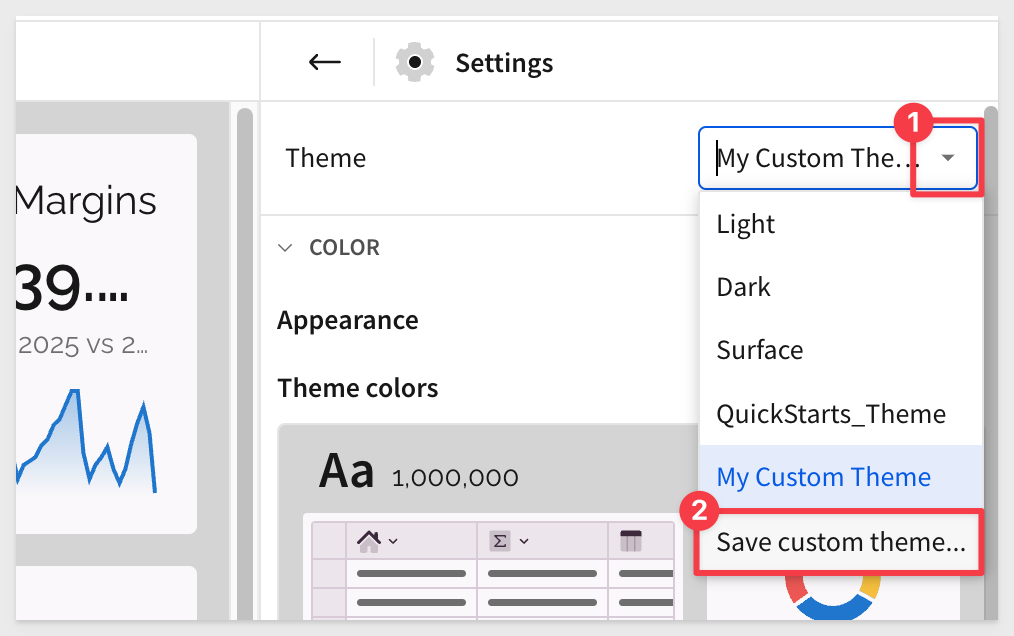 Settings
Theme
1
My Custom The...
Light
Dark
Surface
QuickStarts_Theme
My Custom Theme
2
Save custom theme...
COLOR
Appearance
Theme colors
Aa 1,000,000
Σ
Margins
39....
2025 vs 2...